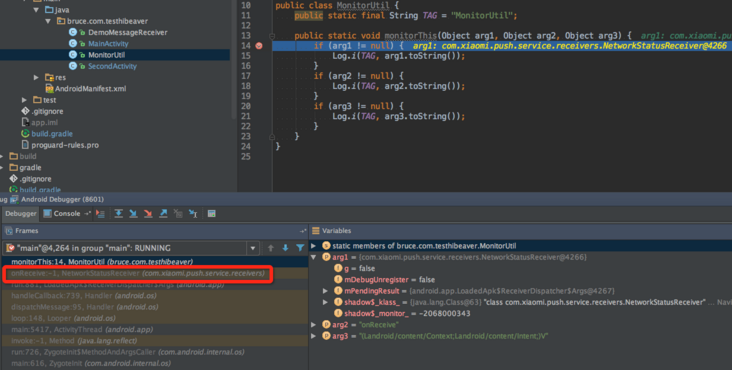 main
java
bruce.com.testhibeaver
DemoMessageReceiver
MainActivity
MonitorUtil
SecondActivity
res
AndroidManifest.xml
test
.gitignore
app.iml
build.gradle
proguard-rules.pro
build
gradle
.gitignore
build.gradle
10 public class MonitorUtil {
11 public static final String TAG = "MonitorUtil";
12
13 public static void monitorThis(Object arg1, Object arg2, Object arg3) { arg1: com.xiaomi.pu
14 if (arg1 != null) { arg1: com.xiaomi.push.service.receivers.NetworkStatusReceiver@4266
15 Log.i(TAG, arg1.toString());
16 }
17 if (arg2 != null) {
18 Log.i(TAG, arg2.toString());
19 }
20 if (arg3 != null) {
21 Log.i(TAG, arg3.toString());
22 }
23 }
24 }
25
ug Android Debugger (8601)
Debugger Console
Frames
"main"@4,264 in group "main": RUNNING
monitorThis:14, MonitorUtil (bruce.com.testhibeaver)
onReceive:-1, NetworkStatusReceiver (com.xiaomi.push.service.receivers)
run:881, LoadedApk$ReceiverDispatcher$Args (android.app)
handleCallback:739, Handler (android.os)
dispatchMessage:95, Handler (android.os)
loop:148, Looper (android.os)
main:5417, ActivityThread (android.app)
invoke:-1, Method (java.lang.reflect)
run:726, ZygoteInit$MethodAndArgsCaller (com.android.internal.os)
main:616, ZygoteInit (com.android.internal.os)
Variables
static members of bruce.com.testhibeaver.MonitorUtil
arg1 = {com.xiaomi.push.service.receivers.NetworkStatusReceiver@4266}
g = false
mDebugUnregister = false
mPendingResult = {android.app.LoadedApk$ReceiverDispatcher$Args@4267}
shadow$_klass_ = {java.lang.Class@63} "class com.xiaomi.push.service.receivers.NetworkStatusReceiver" ... Navi
shadow$_monitor_ = -2068000343
arg2 = "onReceive"
arg3 = "(Landroid/content/Context;Landroid/content/Intent;)V"